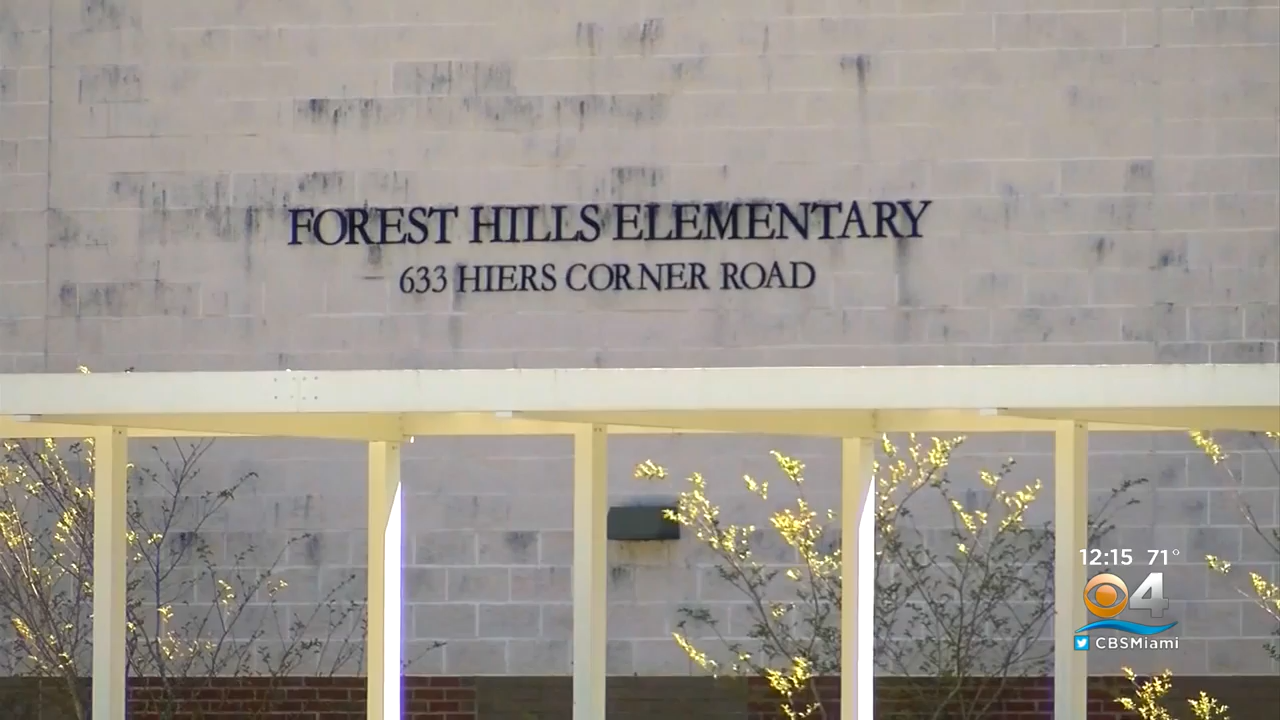 FOREST HILLS ELEMENTARY
633 HIERS CORNER ROAD
12:15 71°
4
CBSMiami